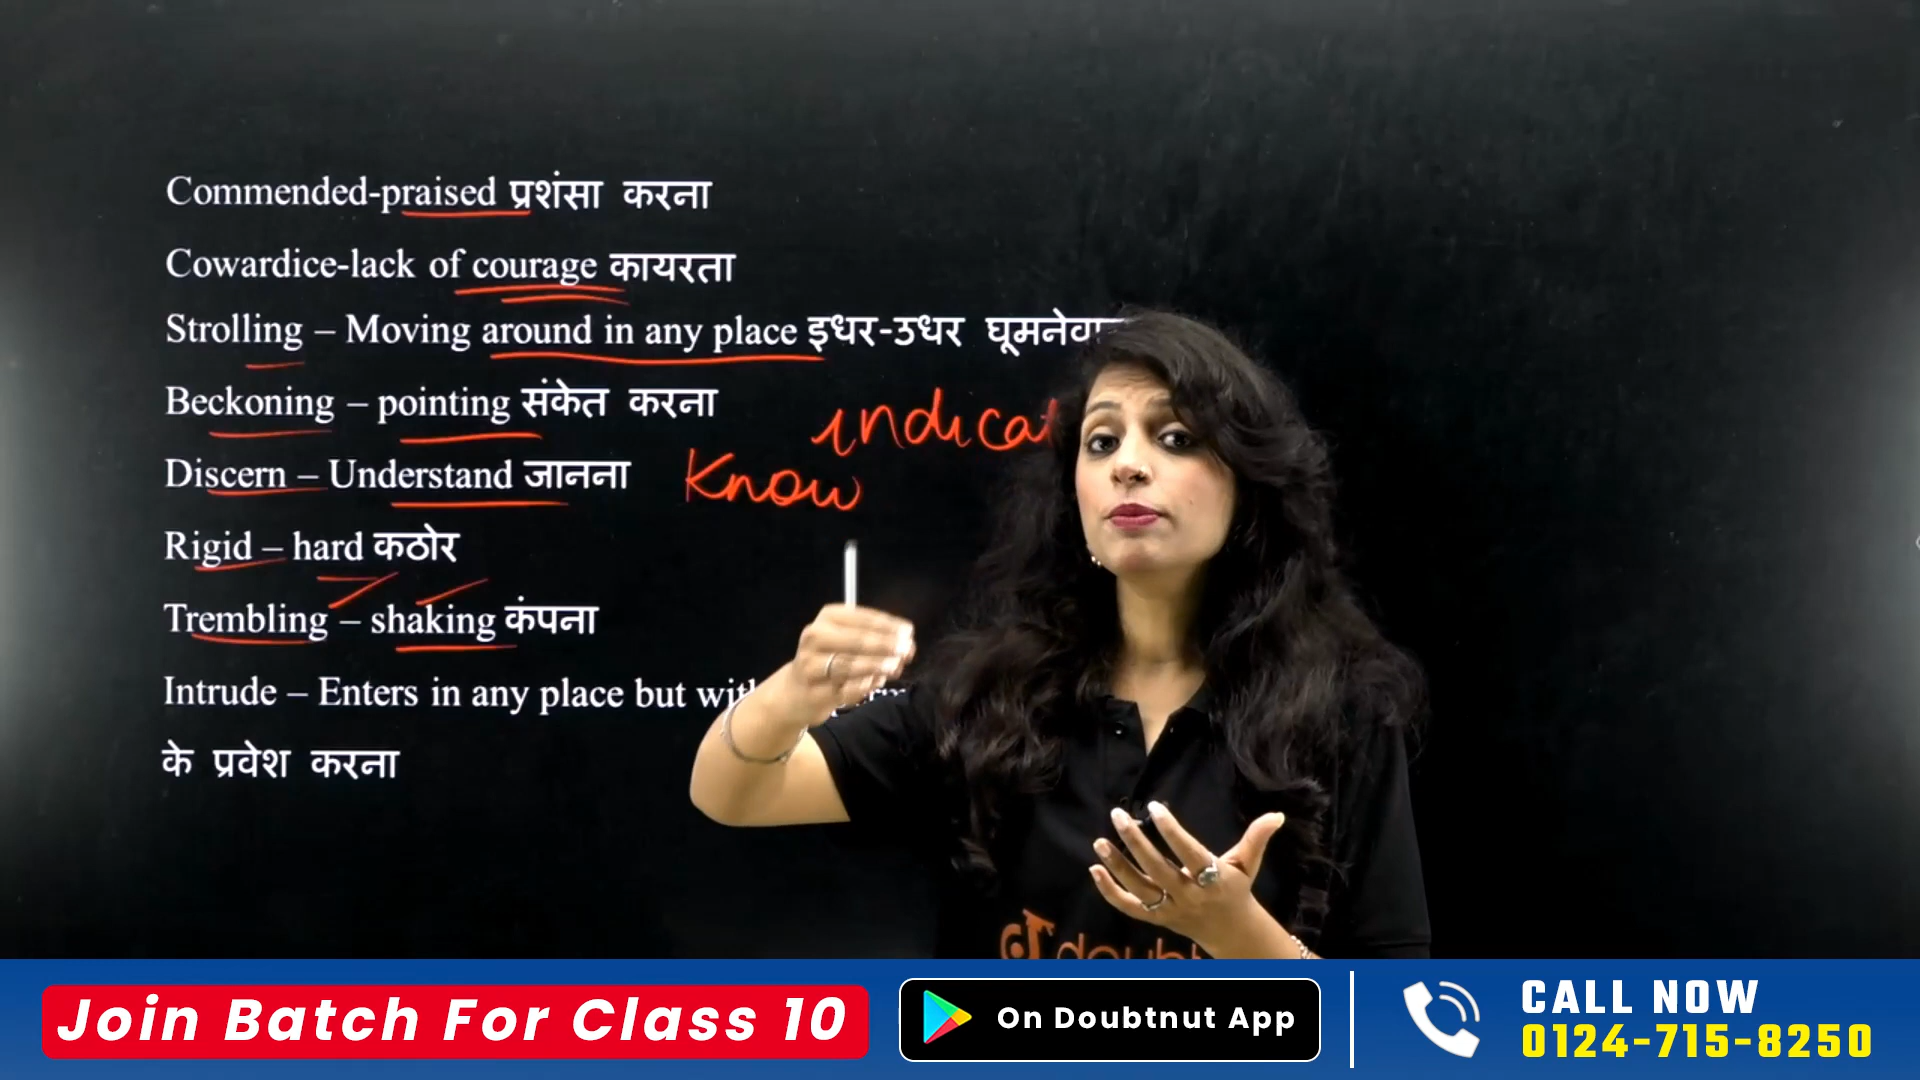 Commended-praised प्रशंसा करना
Cowardice-lack of courage कायरता
Strolling – Moving around in any place इधर-उधर
Beckoning – pointing संकेत करना
Discern – Understand जानना Know
Rigid – hard कठोर
Trembling – shaking कंपना
Intrude – Enters in any place but
के प्रवेश करना
Join Batch For Class 10
On Doubtnut App
CALL NOW
0124-715-8250